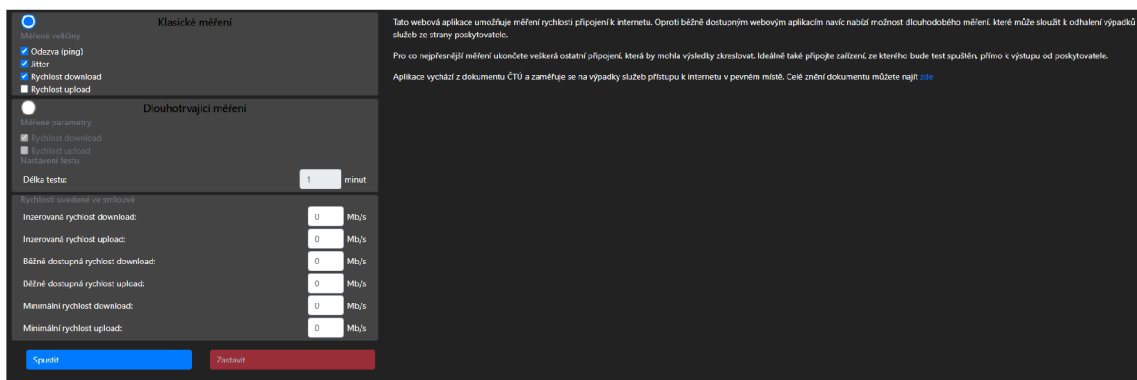 Klasické měření
Měřené veličiny
Odezva (ping)
Jitter
Rychlost download
Rychlost upload
Dlouhotrvající měření
Měřené parametry
Rychlost download
Rychlost upload
Nastavení testu
Délka testu: 1 minut
Rychlosti uvedené ve smlouvě
Inzerovaná rychlost download: 0 Mb/s
Inzerovaná rychlost upload: 0 Mb/s
Běžně dostupná rychlost download: 0 Mb/s
Běžně dostupná rychlost upload: 0 Mb/s
Minimální rychlost download: 0 Mb/s
Minimální rychlost upload: 0 Mb/s
Spustit Zastavit
Tato webová aplikace umožňuje měření rychlosti připojení k internetu. Oproti běžně dostupným webovým aplikacím navíc nabízí možnost dlouhodobého měření, které může sloužit k odhalení výpadků
služeb ze strany poskytovatele.
Pro co nejpřesnější měření ukončete veškerá ostatní připojení, která by mohla výsledky zkreslovat. Ideálně také připojte zařízení, ze kterého bude test spuštěn, přímo k výstupu od poskytovatele.
Aplikace vychází z dokumentu ČTÚ a zaměřuje se na výpadky služeb přístupu k internetu v pevném místě. Celé znění dokumentu můžete najít zde